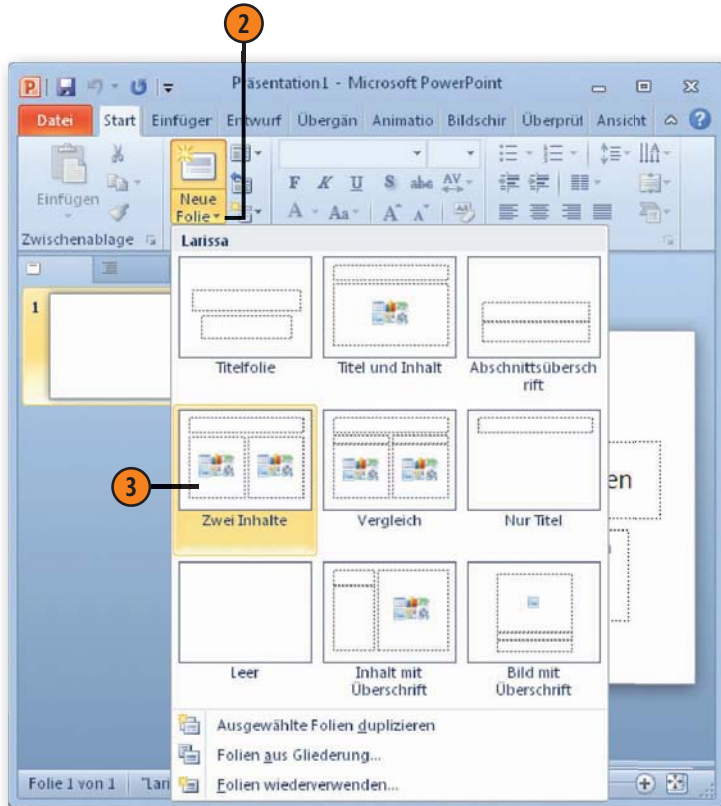 2
Präsentation1 - Microsoft PowerPoint
Datei Start Einfüger Entwurf Übergän Animatio Bildschir Überprüf Ansicht
Einfügen
Neue
Folie
F K U S abc AV
A Aa A A
Zwischenablage
Larissa
1
Titelfolie Titel und Inhalt Abschnittsübersch
rift
en
3
Zwei Inhalte Vergleich Nur Titel
Leer Inhalt mit Bild mit
Überschrift Überschrift
Ausgewählte Folien duplizieren
Folien aus Gliederung...
Folien wiederverwenden...
Folie 1 von 1 "Lari